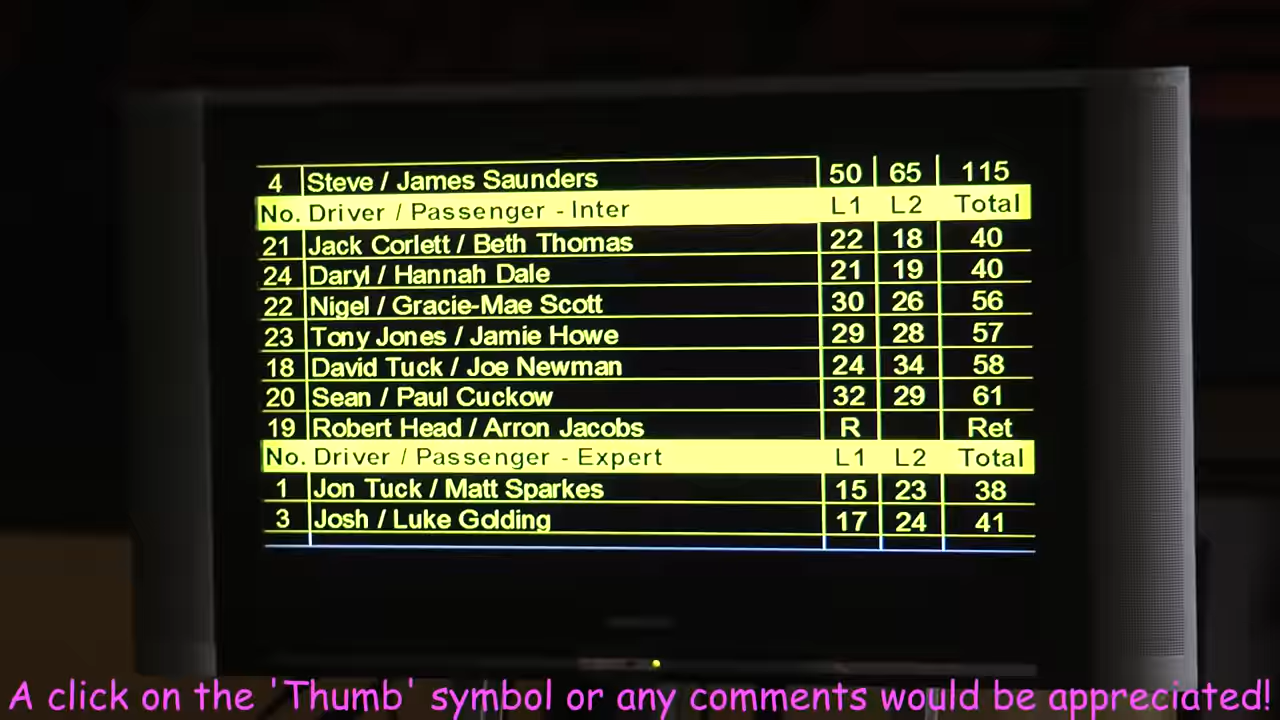 4 Steve / James Saunders 50 65 115
No. Driver / Passenger - Inter L1 L2 Total
21 Jack Corlett / Beth Thomas 22 18 40
24 Daryl / Hannah Dale 21 19 40
22 Nigel / Gracie-Mae Scott 30 26 56
23 Tony Jones / Jamie Howe 29 28 57
18 David Tuck / Joe Newman 24 34 58
20 Sean / Paul Cuckow 32 29 61
19 Robert Head / Arron Jacobs R Ret
No. Driver / Passenger - Expert L1 L2 Total
1 Jon Tuck / Matt Sparkes 15 23 38
3 Josh / Luke Golding 17 24 41
A click on the 'Thumb' symbol or any comments would be appreciated!